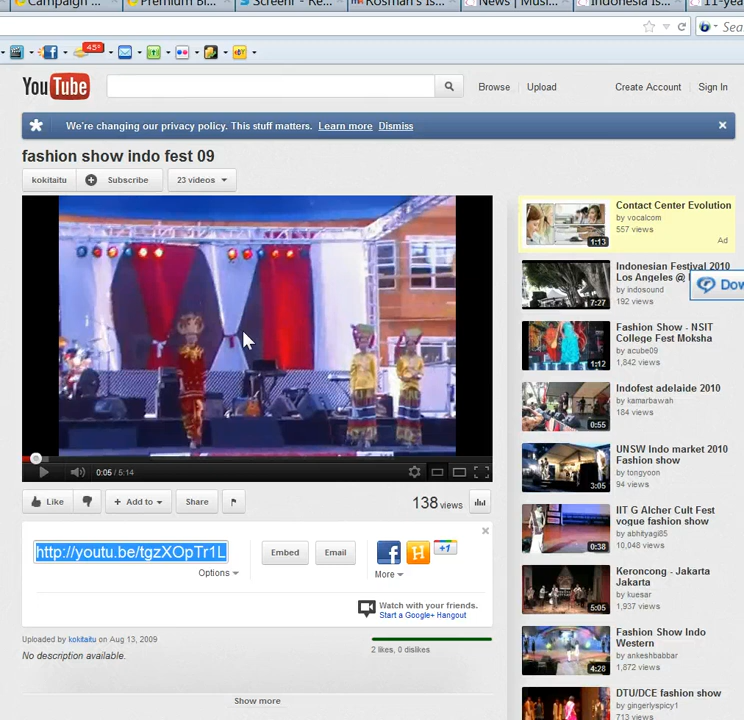 Campaign ...
Premium Bl...
Screenr - Re...
Rosman's Is...
News | Musi...
Indonesia Is...
11-yea
Sea
45°
YouTube
Browse
Upload
Create Account
Sign In
We're changing our privacy policy. This stuff matters. Learn more Dismiss
fashion show indo fest 09
kokitaitu
Subscribe
23 videos
0:05 / 5:14
Like
Add to
Share
138 views
http://youtu.be/tgzXOpTr1L
Options
Embed
Email
+1
More
Watch with your friends.
Start a Google+ Hangout
Uploaded by kokitaitu on Aug 13, 2009
2 likes, 0 dislikes
No description available.
Show more
Contact Center Evolution
by vocalcom
557 views
Ad
1:13
Indonesian Festival 2010
Los Angeles @
by indosound
192 views
7:27
Dow
Fashion Show - NSIT
College Fest Moksha
by acube09
1,842 views
1:12
Indofest adelaide 2010
by kamarbawah
184 views
0:55
UNSW Indo market 2010
Fashion show
by tongyoon
94 views
3:05
IIT G Alcher Cult Fest
vogue fashion show
by abhityagi85
10,048 views
0:38
Keroncong - Jakarta
Jakarta
by kuesar
1,937 views
5:05
Fashion Show Indo
Western
by ankeshbabbar
1,872 views
4:28
DTU/DCE fashion show
by gingerlyspicy1
713 views